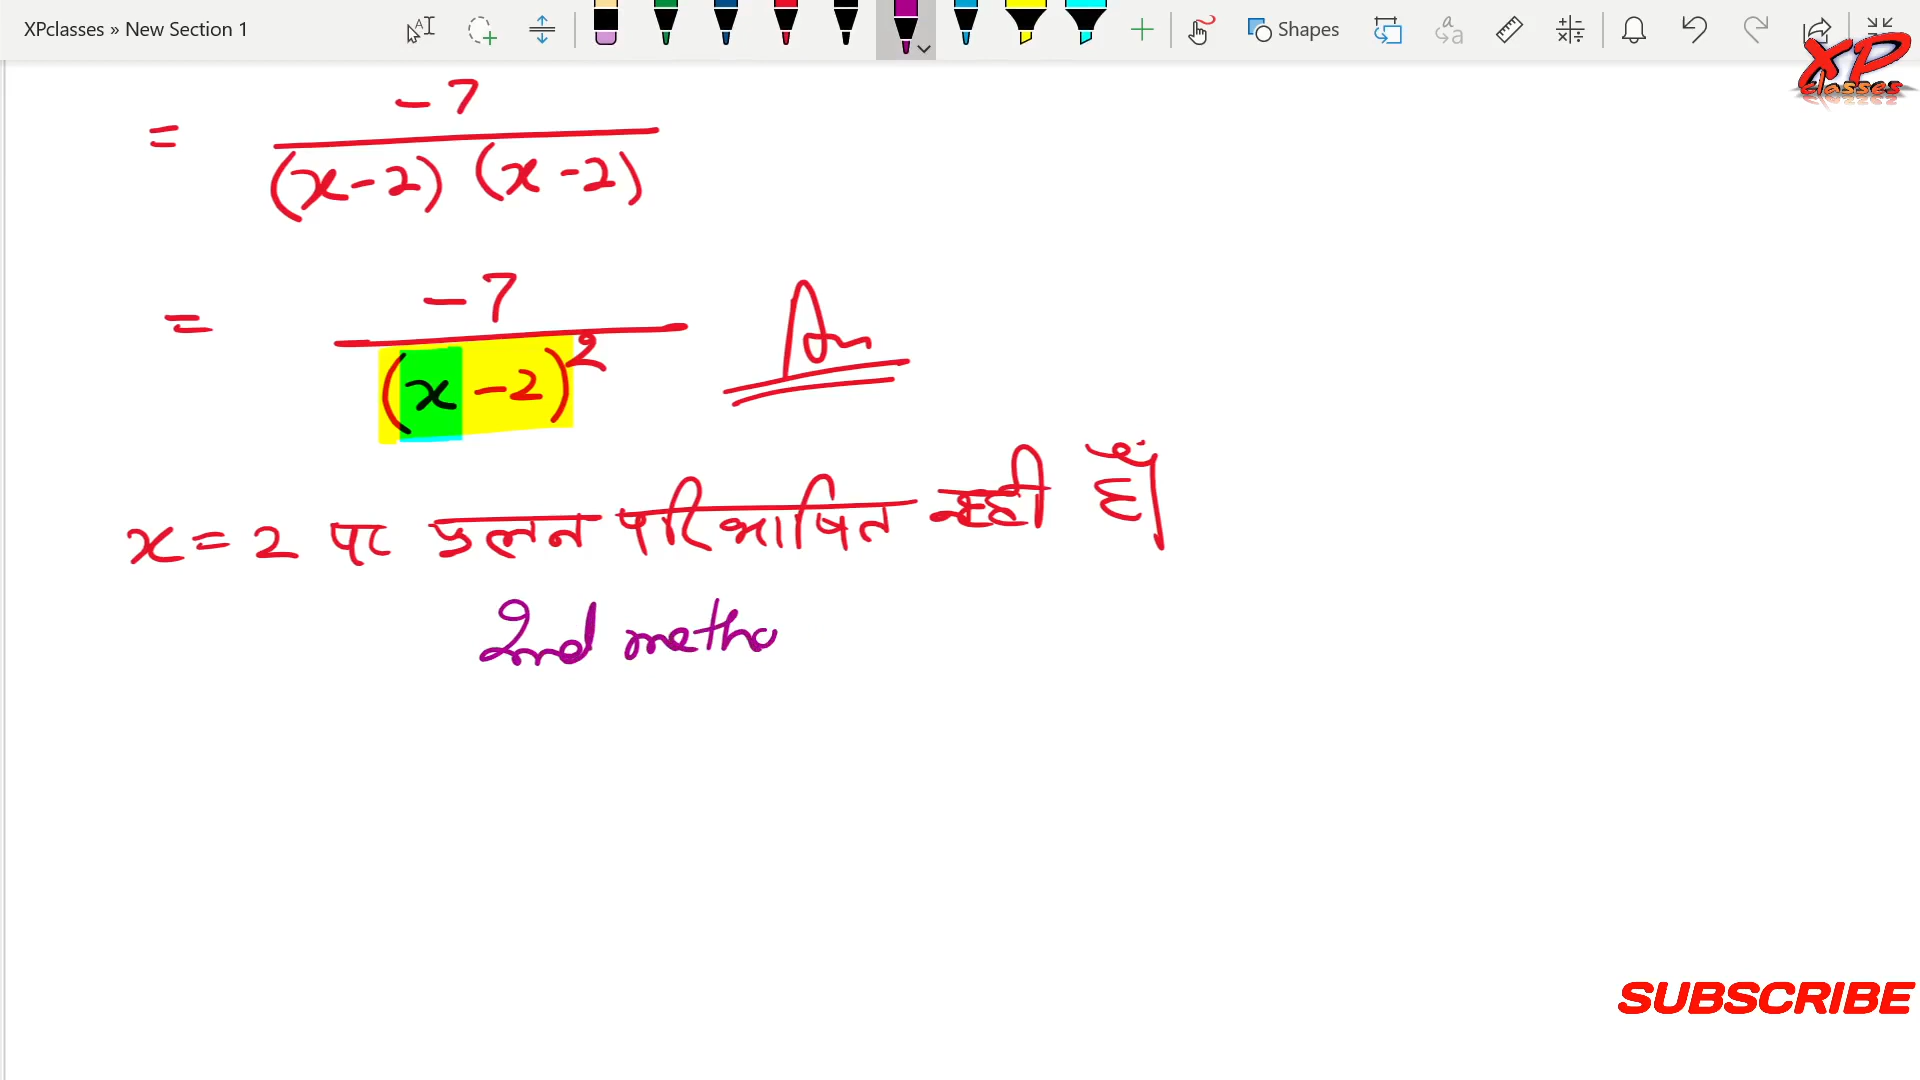 XPclasses » New Section 1
Shapes
XP
classes
= -7
(x-2) (x-2)
= -7
(x-2)² Ans
x = 2 पर फलन परिभाषित नहीं हैं।
2nd metho
SUBSCRIBE